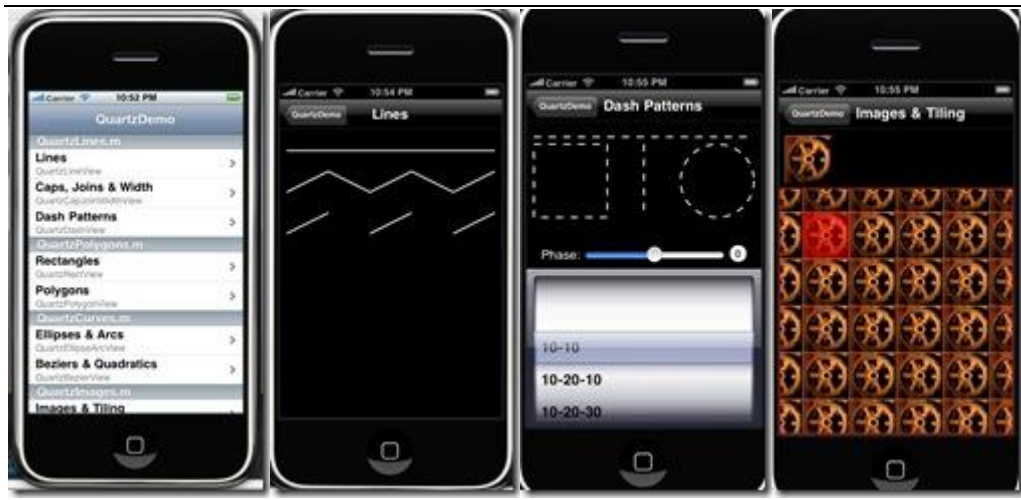 Carrier 10:52 PM
QuartzDemo
QuartzLines.m
Lines
QuartzLineView
Caps, Joins & Width
QuartzCapJoinWidthView
Dash Patterns
QuartzDashView
QuartzPolygons.m
Rectangles
QuartzRectView
Polygons
QuartzPolygonView
QuartzCurves.m
Ellipses & Arcs
QuartzEllipseArcView
Beziers & Quadratics
QuartzBezierView
QuartzImages.m
Images & Tiling
Carrier 10:54 PM
QuartzDemo Lines
Carrier 10:55 PM
QuartzDemo Dash Patterns
Phase: 0
10-10
10-20-10
10-20-30
Carrier 10:55 PM
QuartzDemo Images & Tiling